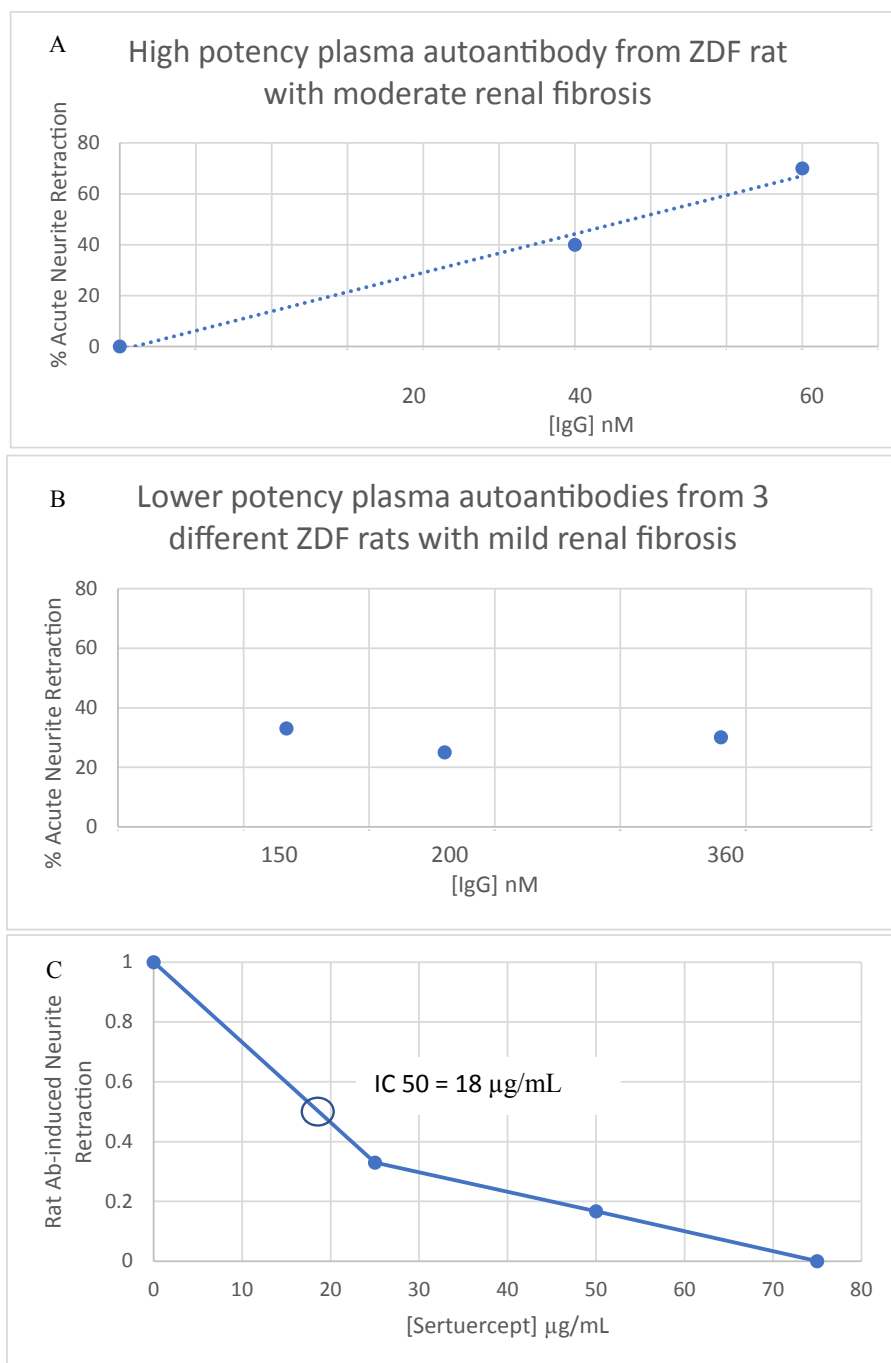 A
High potency plasma autoantibody from ZDF rat
with moderate renal fibrosis
% Acute Neurite Retraction
80
60
40
20
0
20 40 60
[IgG] nM
B
Lower potency plasma autoantibodies from 3
different ZDF rats with mild renal fibrosis
% Acute Neurite Retraction
80
60
40
20
0
150 200 360
[IgG] nM
C
Rat Ab-induced Neurite
Retraction
1
0.8
0.6
0.4
0.2
0
IC 50 = 18 µg/mL
0 10 20 30 40 50 60 70 80
[Sertuercept] µg/mL